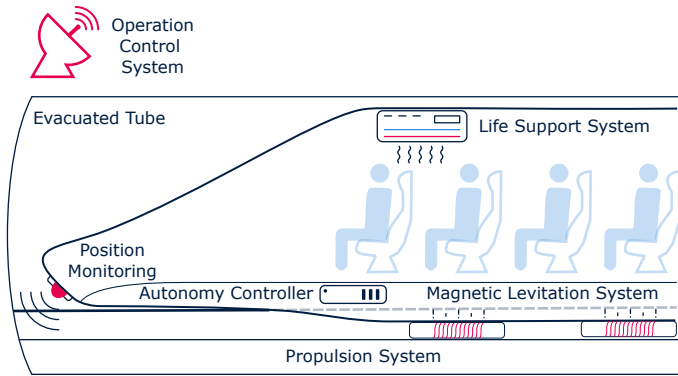 Operation
Control
System
Evacuated Tube
Life Support System
Position
Monitoring
Autonomy Controller
Magnetic Levitation System
Propulsion System